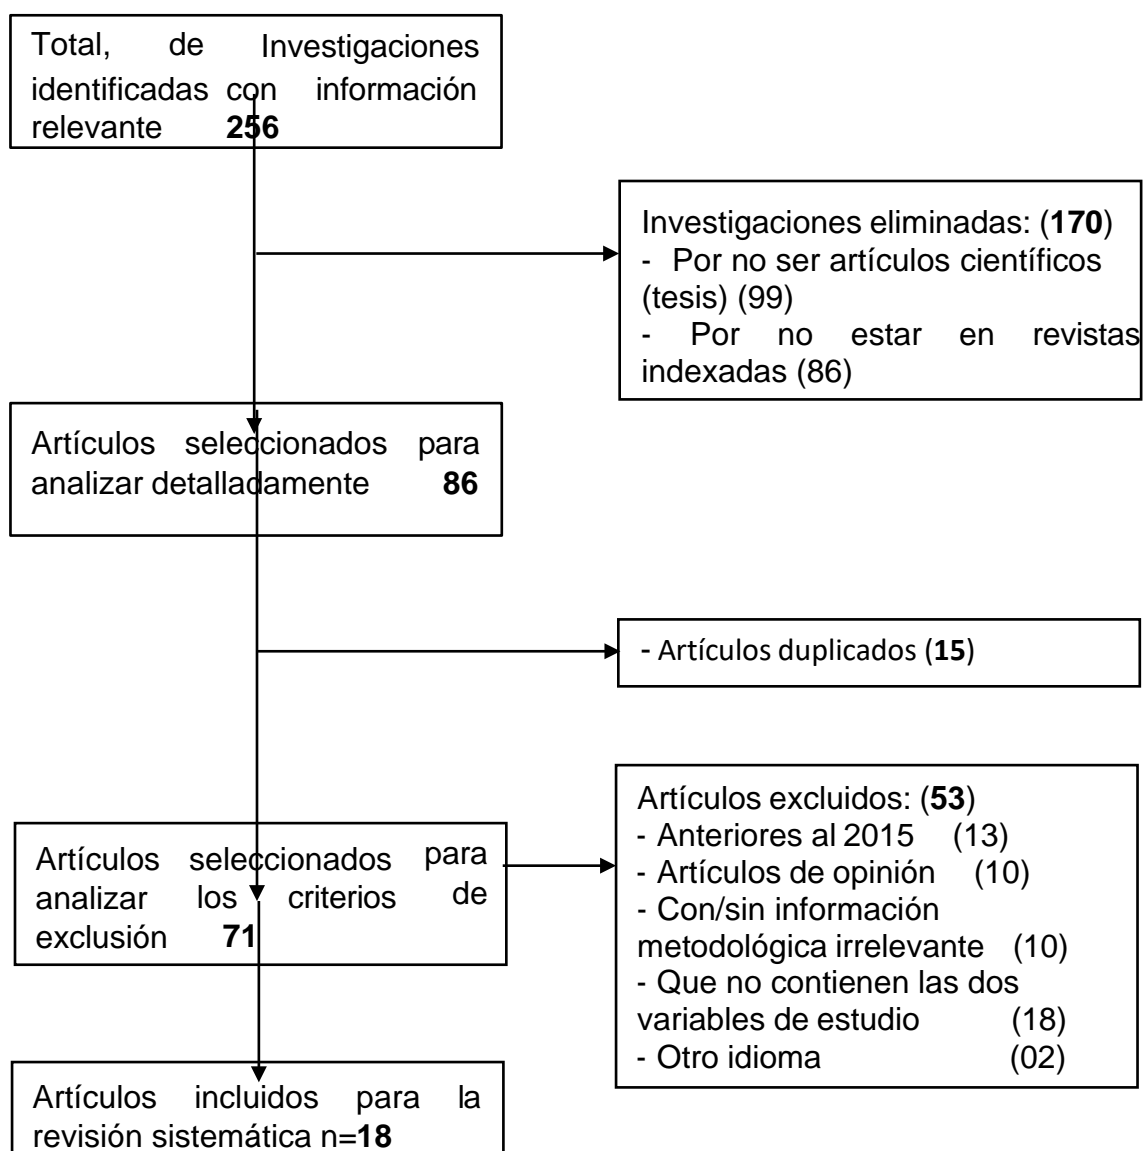 Total, de Investigaciones
identificadas con información
relevante 256
Investigaciones eliminadas: (170)
- Por no ser artículos científicos
(tesis) (99)
- Por no estar en revistas
indexadas (86)
Artículos seleccionados para
analizar detalladamente 86
- Artículos duplicados (15)
Artículos seleccionados para
analizar los criterios de
exclusión 71
Artículos excluidos: (53)
- Anteriores al 2015 (13)
- Artículos de opinión (10)
- Con/sin información
metodológica irrelevante (10)
- Que no contienen las dos
variables de estudio (18)
- Otro idioma (02)
Artículos incluidos para la
revisión sistemática n=18